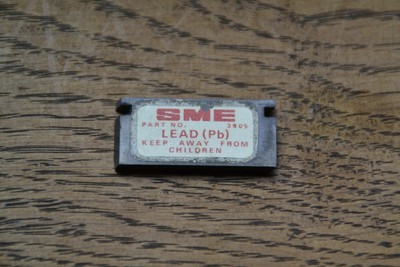 SME
PART NO. 3905
LEAD (Pb)
KEEP AWAY FROM
CHILDREN